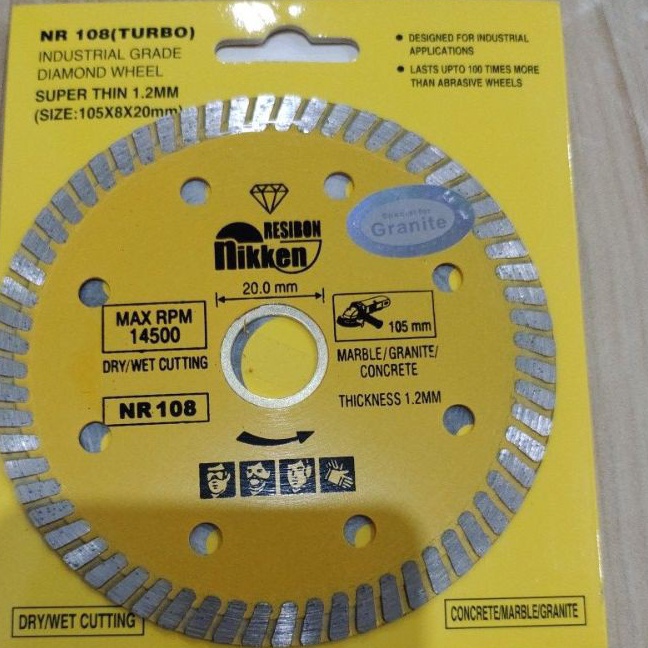 NR 108(TURBO)
INDUSTRIAL GRADE
DIAMOND WHEEL
SUPER THIN 1.2MM
(SIZE:105X8X20mm)
DESIGNED FOR INDUSTRIAL
APPLICATIONS
LASTS UPTO 100 TIMES MORE
THAN ABRASIVE WHEELS
RESIBON
nikken
Granite
20.0 mm
MAX RPM
14500
DRY/WET CUTTING
NR 108
105 mm
MARBLE/GRANITE/
CONCRETE
THICKNESS 1.2MM
DRY/WET CUTTING
CONCRETE/MARBLE/GRANITE